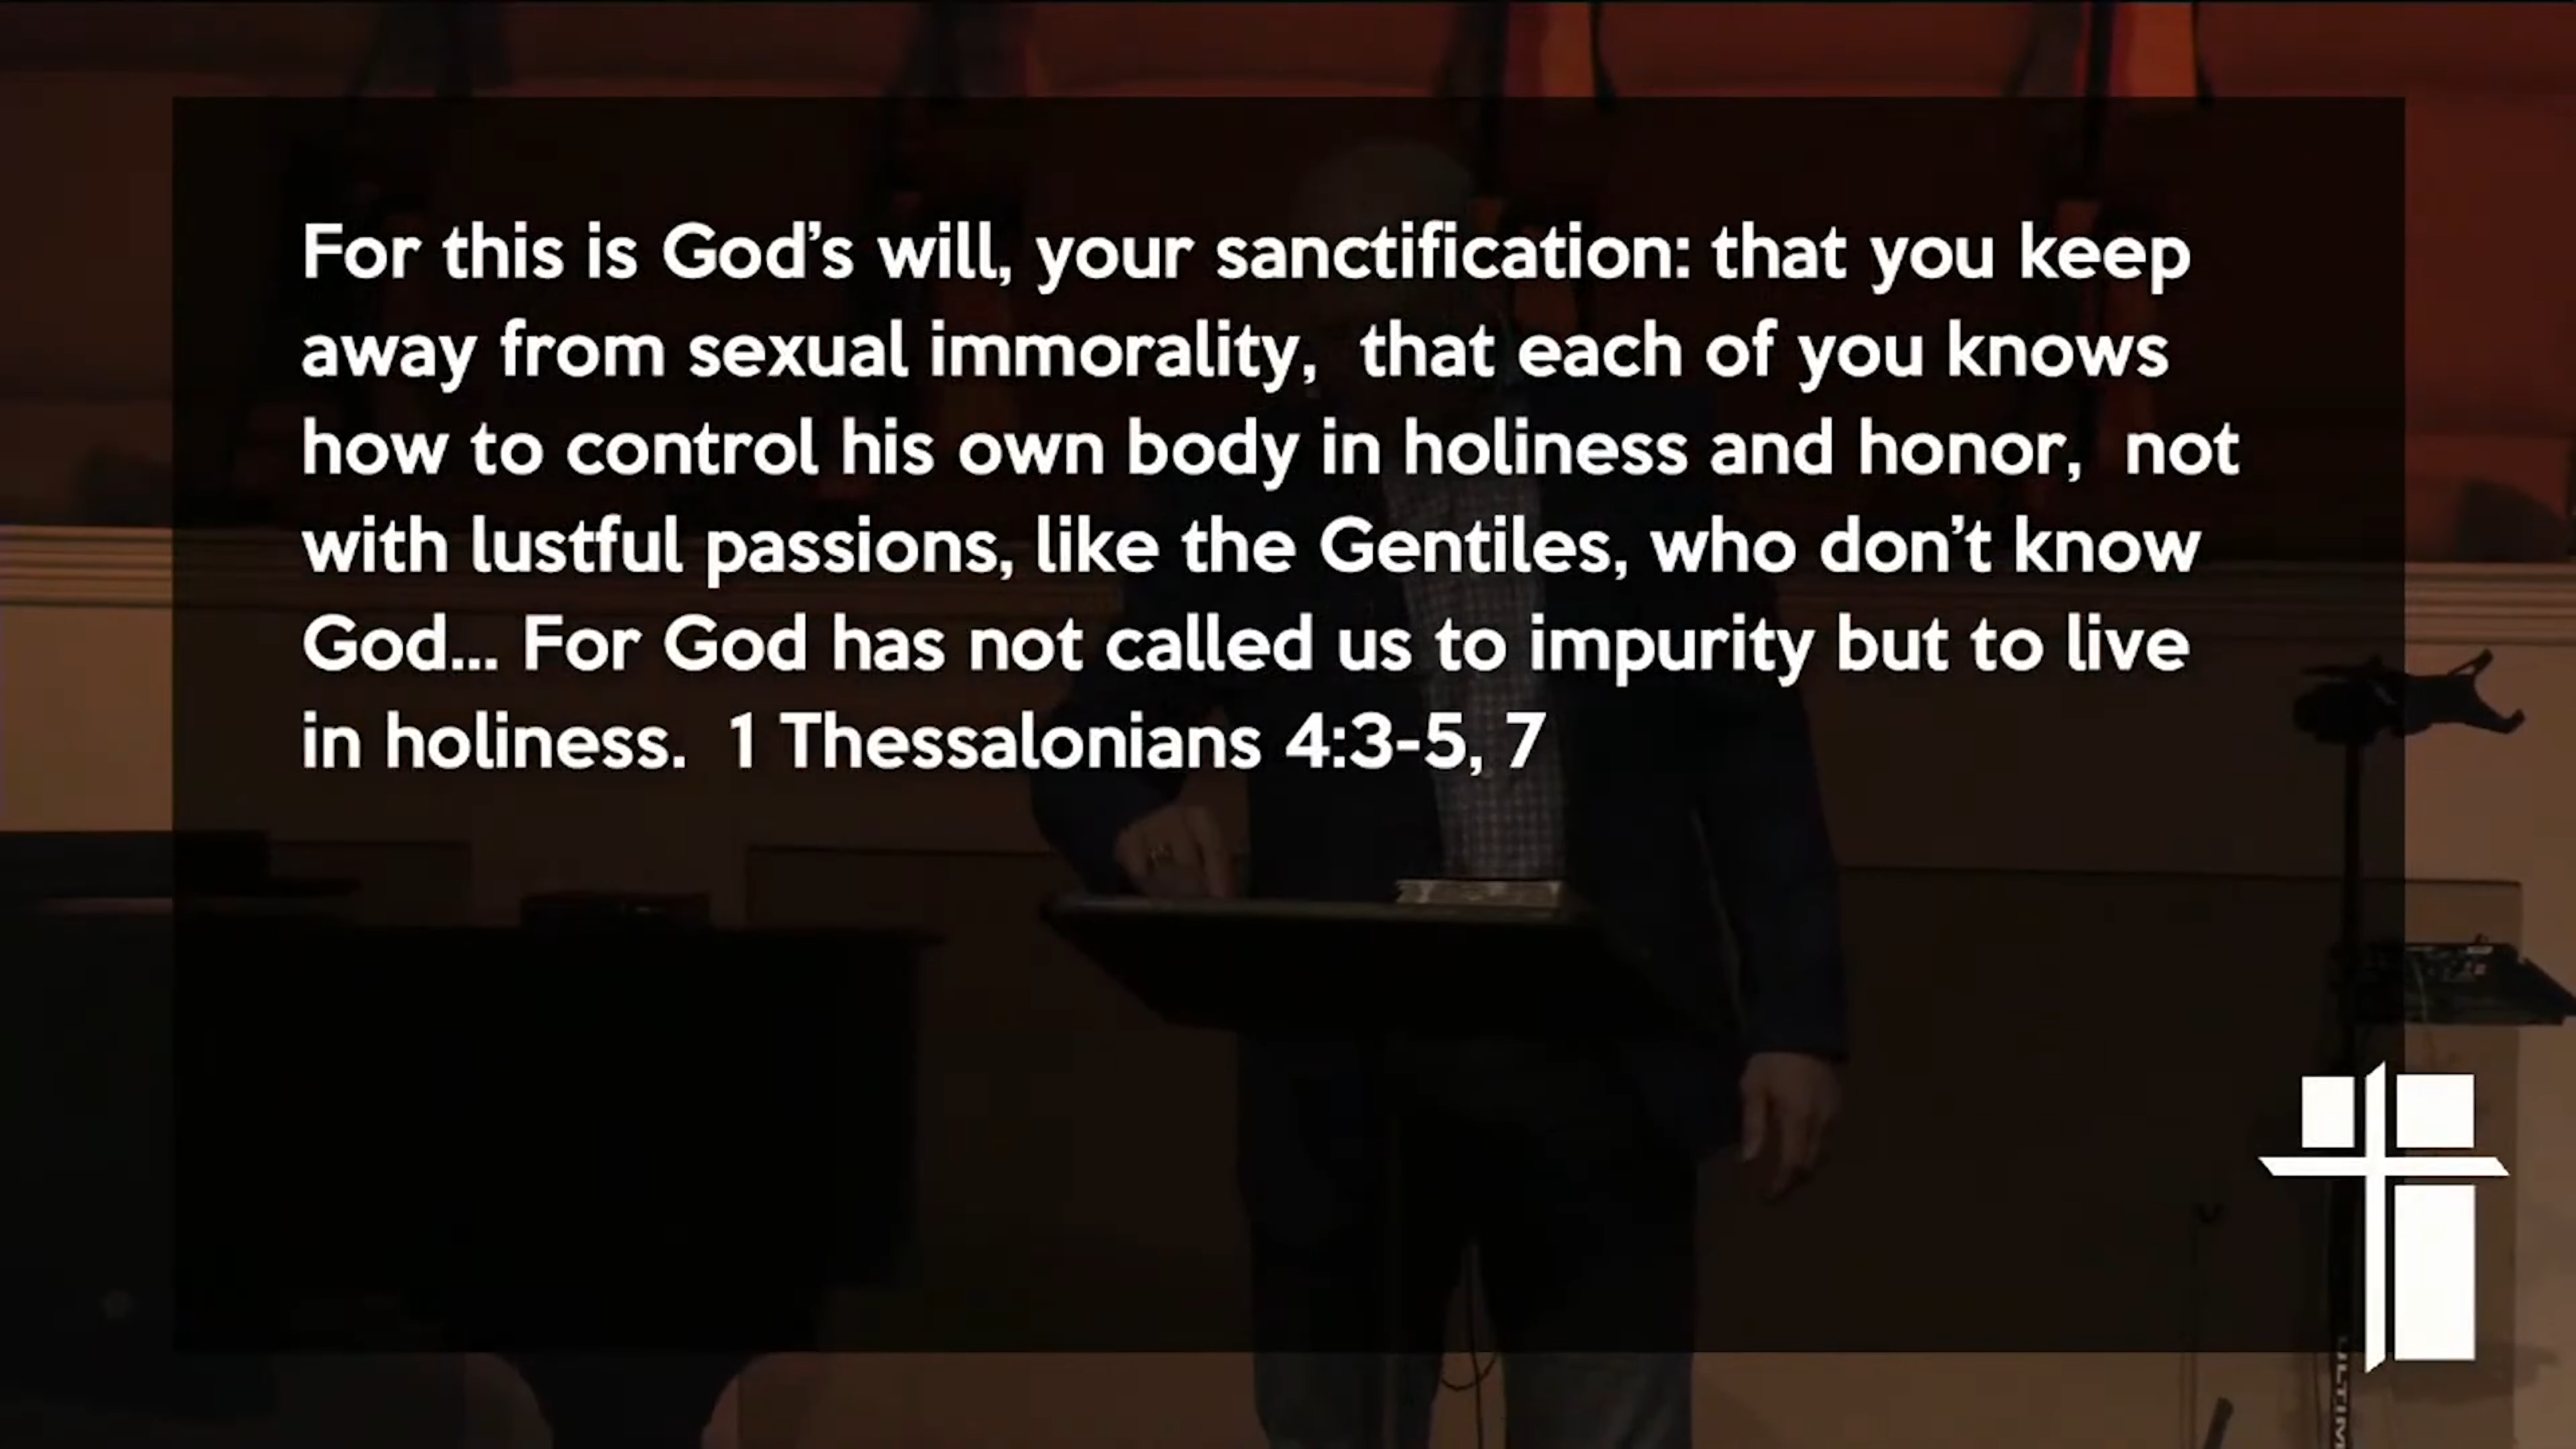 For this is God’s will, your sanctification: that you keep
away from sexual immorality,  that each of you knows
how to control his own body in holiness and honor,  not
with lustful passions, like the Gentiles, who don’t know
God... For God has not called us to impurity but to live
in holiness.  1 Thessalonians 4:3-5, 7